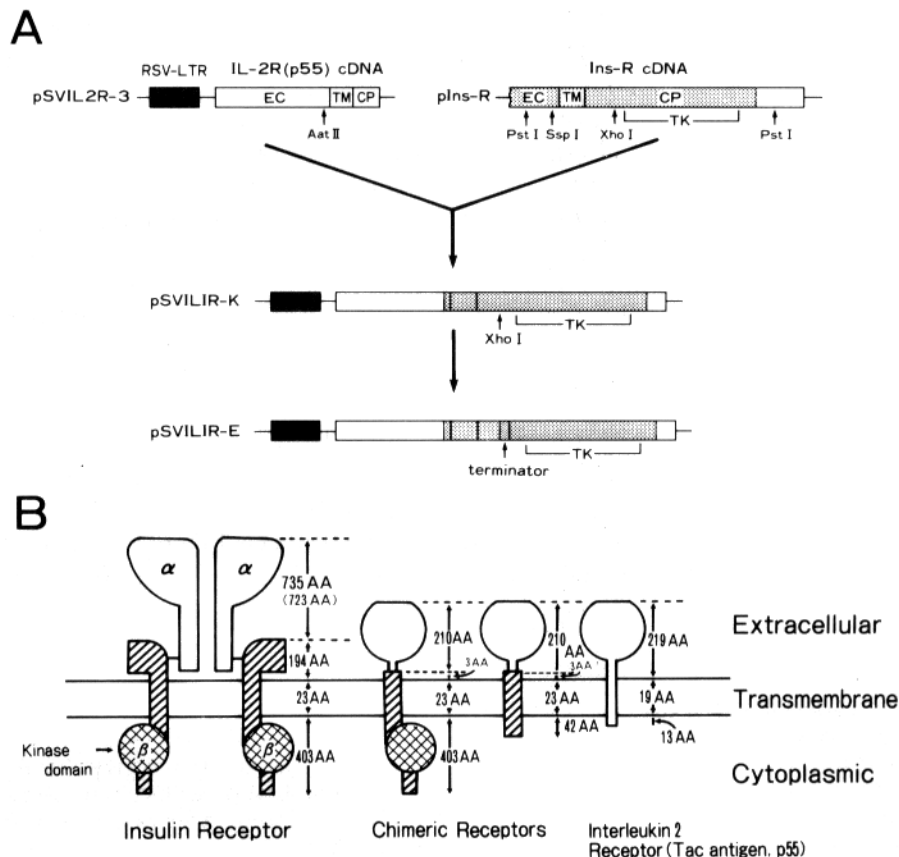 A
RSV-LTR IL-2R(p55) cDNA Ins-R cDNA
pSVIL2R-3 EC TM CP pIns-R EC TM CP
Aat II Pst I Ssp I Xho I TK Pst I
pSVILIR-K
Xho I TK
pSVILIR-E
terminator TK
B
α α
735 AA
(723 AA)
194 AA
23 AA
403 AA
β β
Kinase domain
210 AA
3AA
23 AA
403 AA
210 AA
3AA
23 AA
42 AA
219 AA
19 AA
13 AA
Extracellular
Transmembrane
Cytoplasmic
Insulin Receptor
Chimeric Receptors
Interleukin 2
Receptor (Tac antigen, p55)